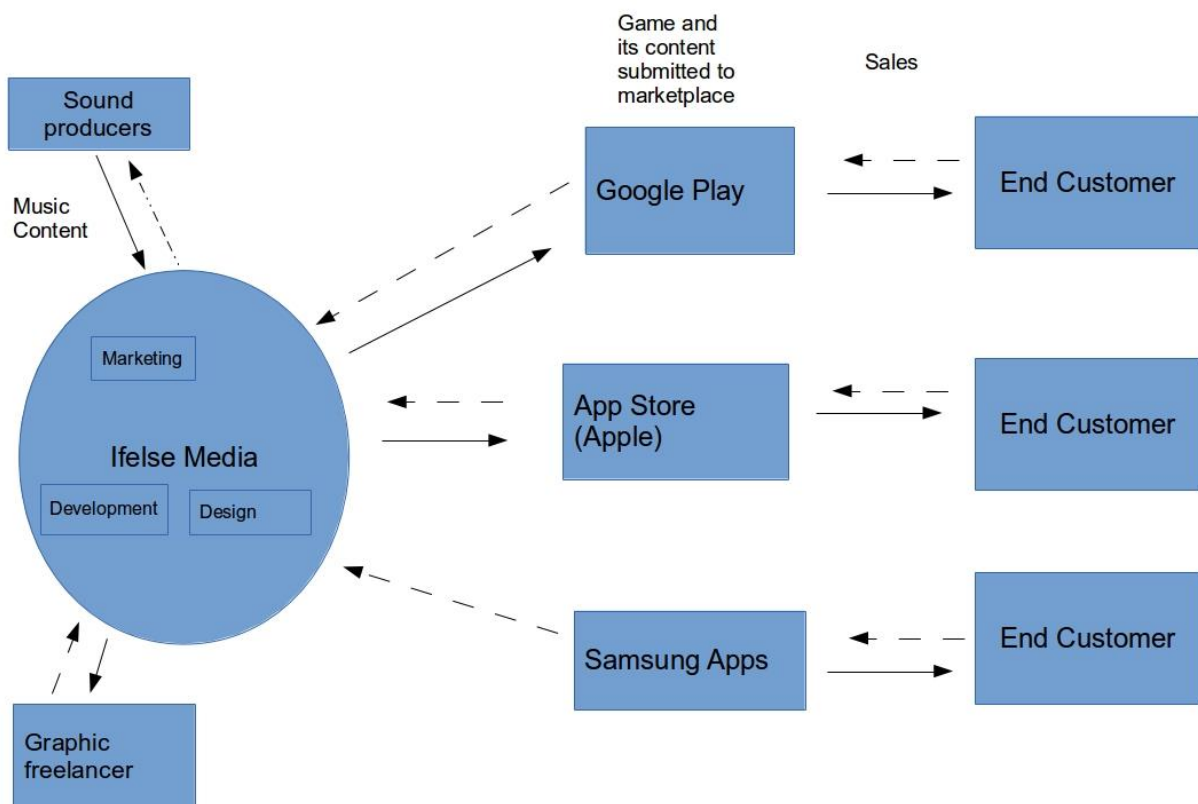 Game and
its content
submitted to
marketplace
Sales
Sound
producers
Music
Content
Google Play
End Customer
Marketing
Ifelse Media
Development
Design
App Store
(Apple)
End Customer
Samsung Apps
End Customer
Graphic
freelancer